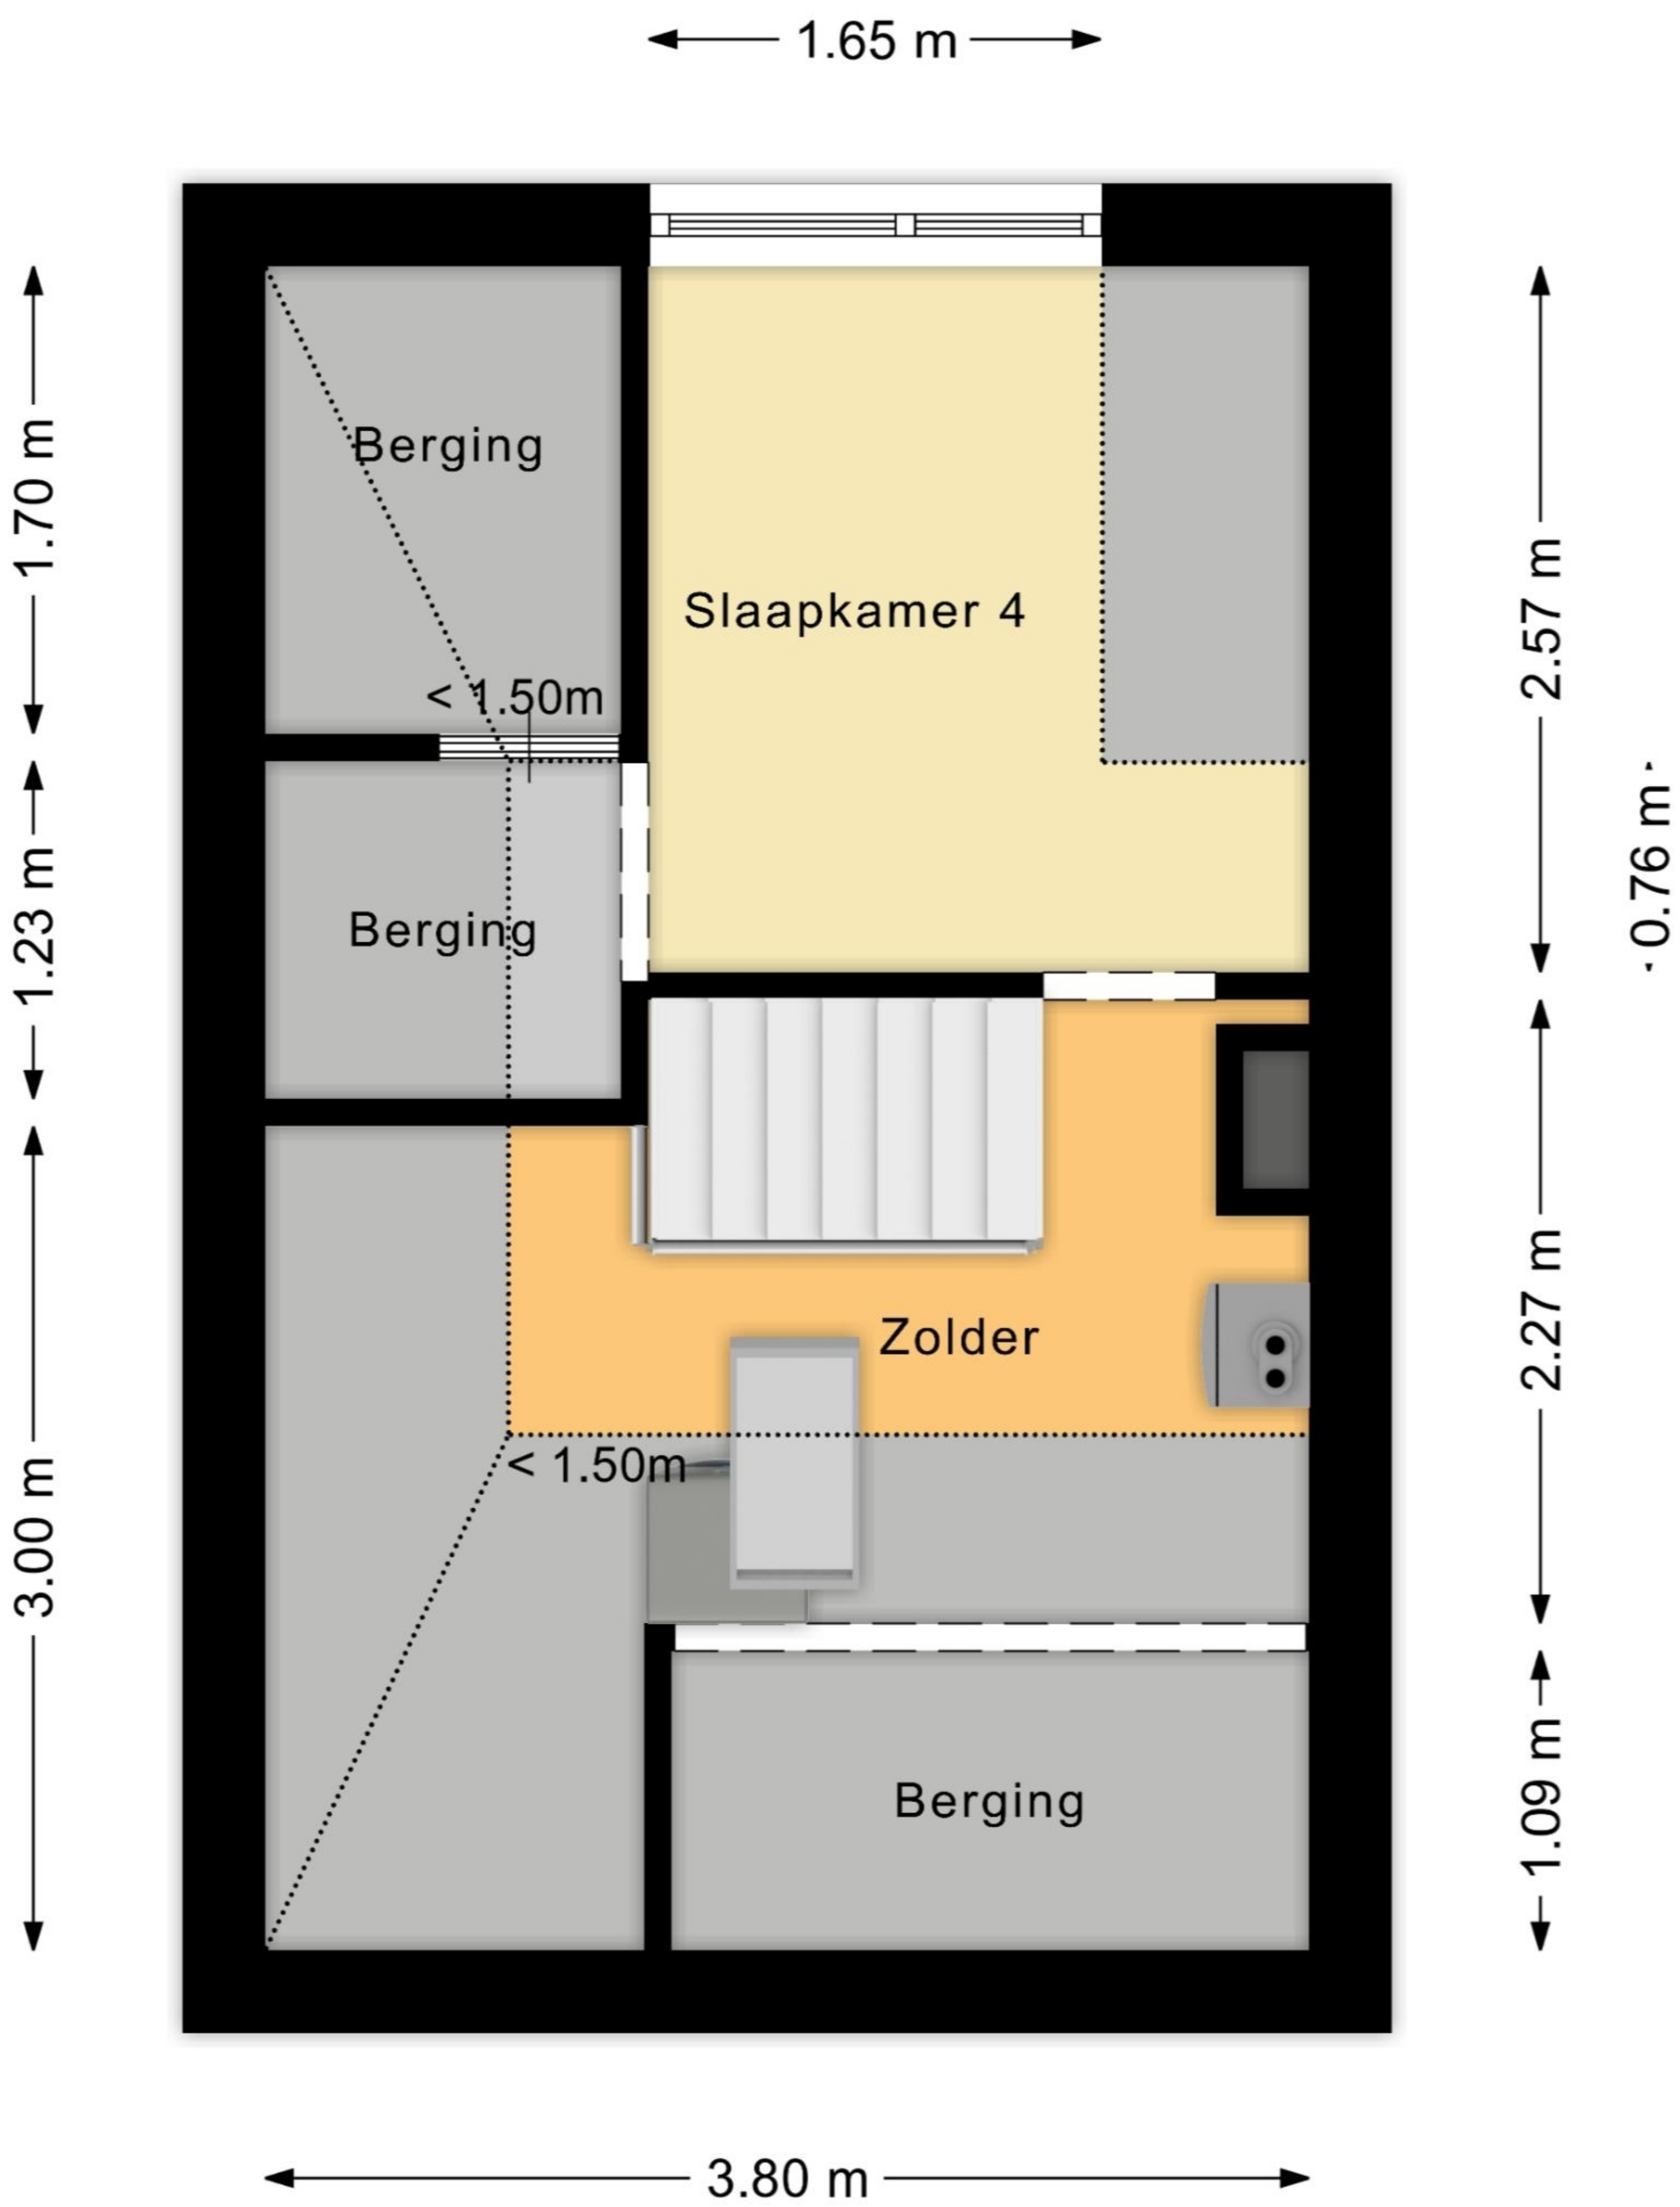 1.65 m
Berging
1.70 m
Slaapkamer 4
2.57 m
< 1.50m
0.76 m
Berging
1.23 m
Zolder
2.27 m
< 1.50m
3.00 m
Berging
1.09 m
3.80 m